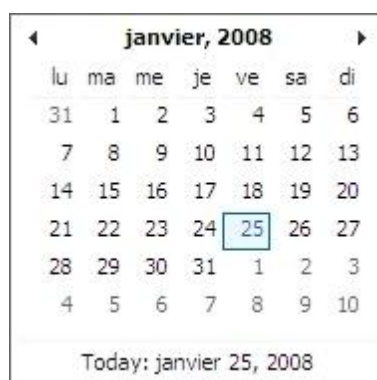 janvier, 2008
lu ma me je ve sa di
31 1 2 3 4 5 6
7 8 9 10 11 12 13
14 15 16 17 18 19 20
21 22 23 24 25 26 27
28 29 30 31 1 2 3
4 5 6 7 8 9 10
Today: janvier 25, 2008